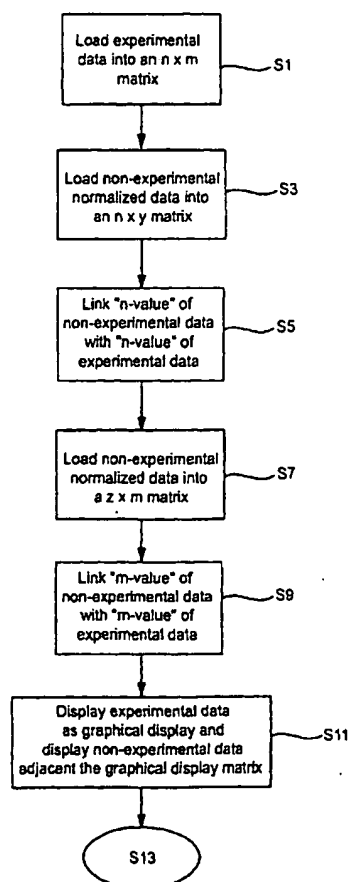 Load experimental
data into an n x m
matrix
S1
Load non-experimental
normalized data into
an n x y matrix
S3
Link "n-value" of
non-experimental data
with "n-value" of
experimental data
S5
Load non-experimental
normalized data into
a z x m matrix
S7
Link "m-value" of
non-experimental data
with "m-value" of
experimental data
S9
Display experimental data
as graphical display and
display non-experimental data
adjacent the graphical display matrix
S11
S13